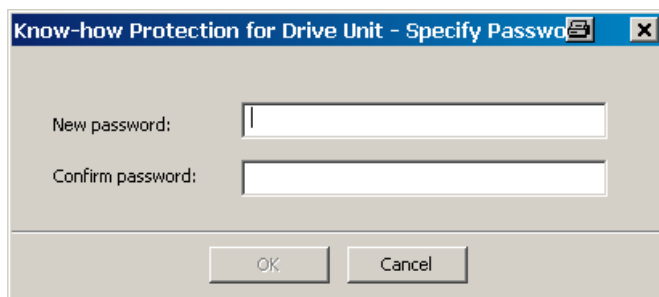 Know-how Protection for Drive Unit - Specify Passwo
New password:
Confirm password:
OK
Cancel